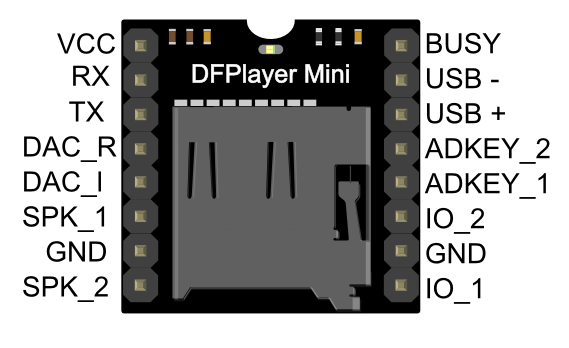 VCC
RX
TX
DAC_R
DAC_I
SPK_1
GND
SPK_2
DFPlayer Mini
BUSY
USB -
USB +
ADKEY_2
ADKEY_1
IO_2
GND
IO_1